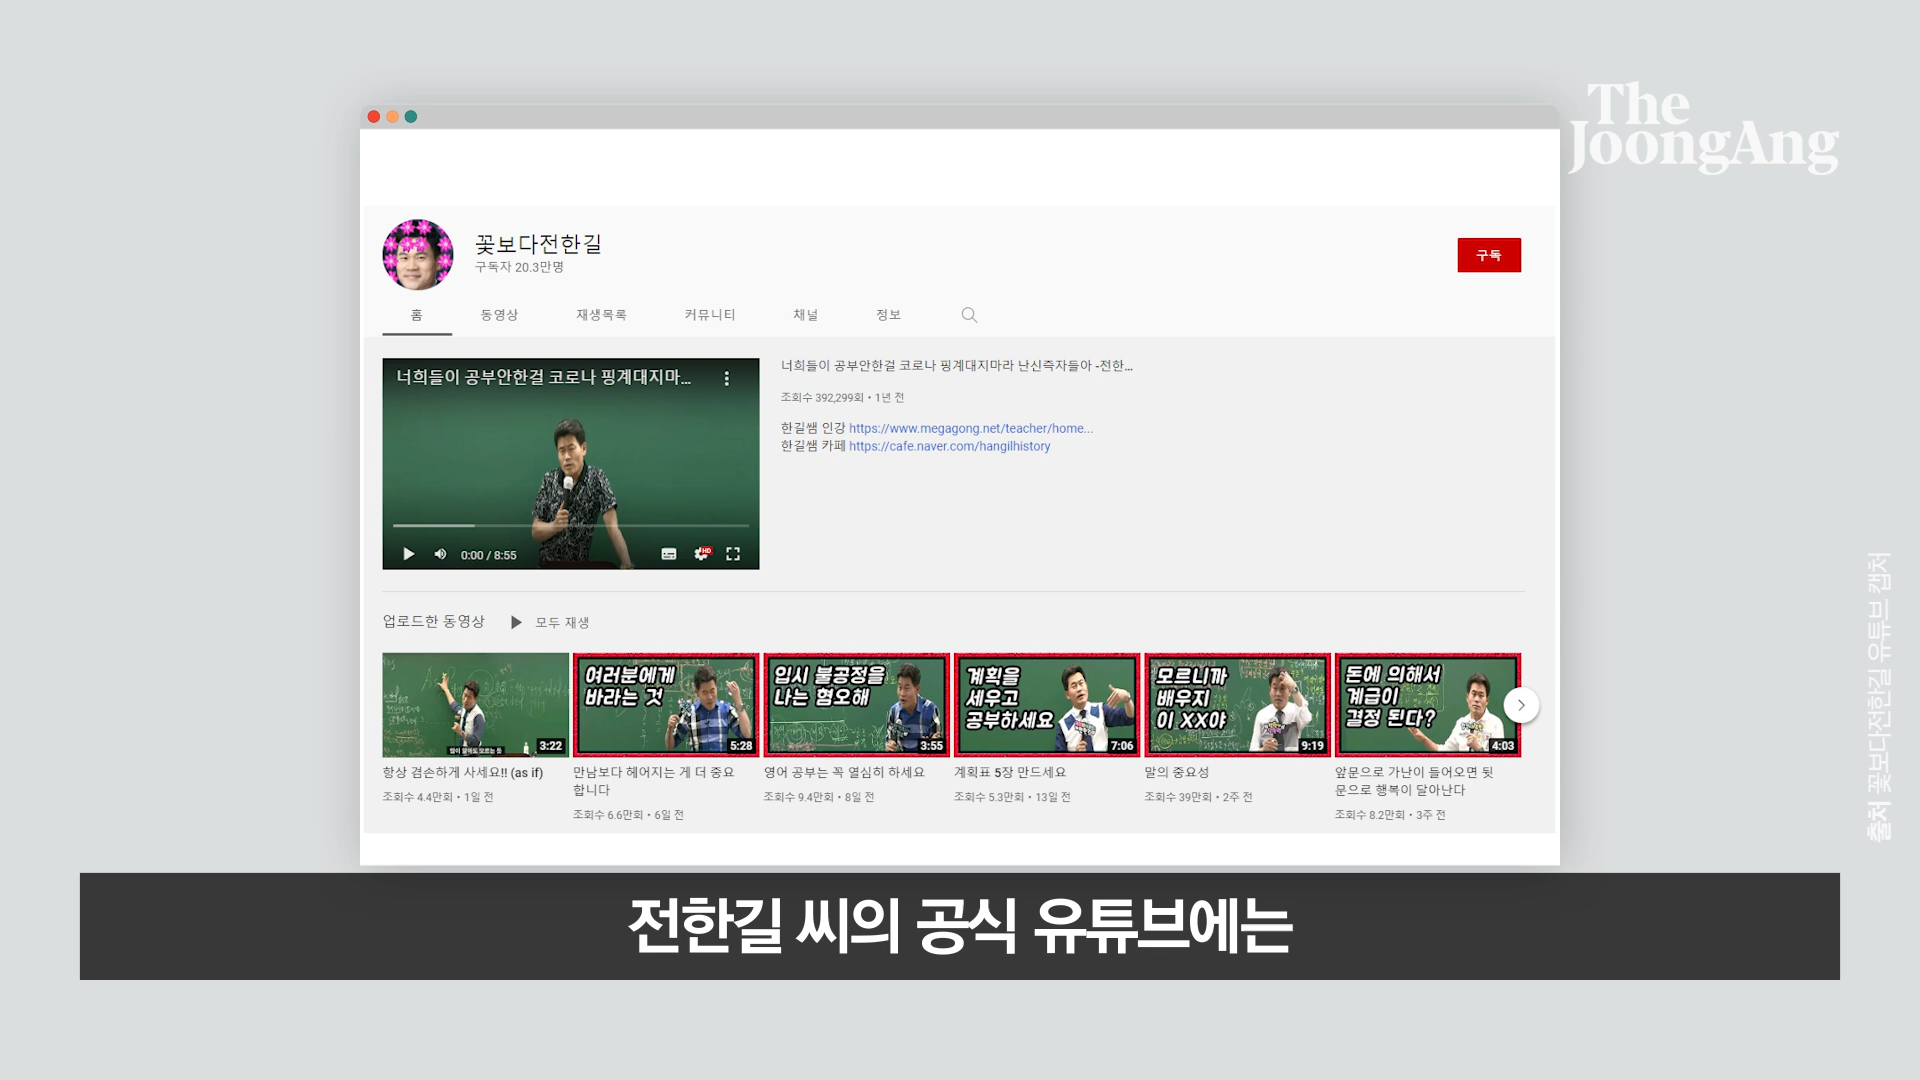 The
JoongAng
꽃보다전한길
구독자 20.3만명
구독
홈
동영상
재생목록
커뮤니티
채널
정보
너희들이 공부안한걸 코로나 핑계대지마...
0:00 / 8:55
HD
너희들이 공부안한걸 코로나 핑계대지마라 난신즉자들아 -전한...
조회수 392,299회 • 1년 전
한길쌤 인강 https://www.megagong.net/teacher/home...
한길쌤 카페 https://cafe.naver.com/hangilhistory
업로드한 동영상
모두 재생
3:22
항상 겸손하게 사세요!! (as if)
조회수 4.4만회 • 1일 전
여러분에게
바라는 것
5:28
만남보다 헤어지는 게 더 중요
합니다
조회수 6.6만회 • 6일 전
입시 불공정을
나는 혐오해
3:55
영어 공부는 꼭 열심히 하세요
조회수 9.4만회 • 8일 전
계획을
세우고
공부하세요
7:06
계획표 5장 만드세요
조회수 5.3만회 • 13일 전
모르니까
배우지
이 XX야
9:19
말의 중요성
조회수 39만회 • 2주 전
돈에 의해서
계급이
결정 된다?
4:03
앞문으로 가난이 들어오면 뒷
문으로 행복이 달아난다
조회수 8.2만회 • 3주 전
출처 꽃보다전한길 유튜브 캡처
전한길 씨의 공식 유튜브에는